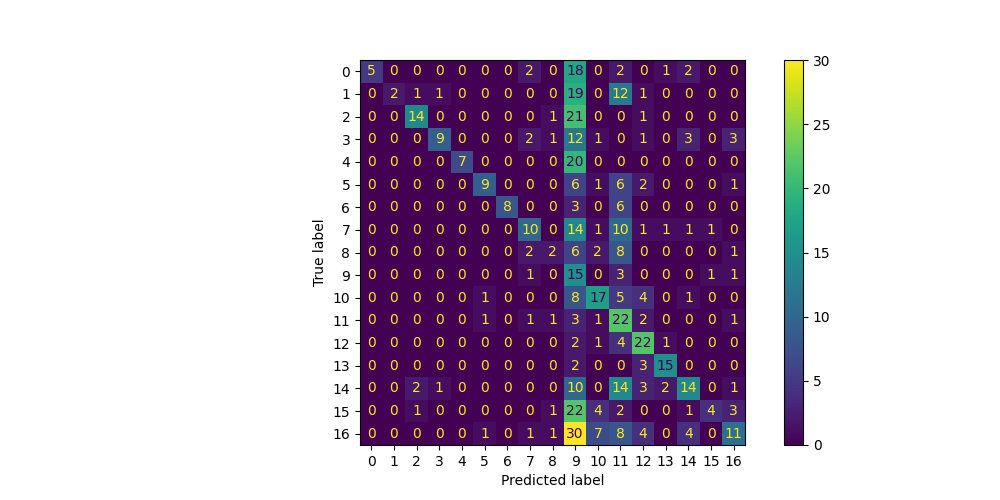 0 5 0 0 0 0 0 0 2 0 18 0 2 0 1 2 0 0
1 0 2 1 1 0 0 0 0 0 19 0 12 1 0 0 0 0
2 0 0 14 0 0 0 0 0 1 21 0 0 1 0 0 0 0
3 0 0 0 9 0 0 0 2 1 12 1 0 1 0 3 0 3
4 0 0 0 0 7 0 0 0 0 20 0 0 0 0 0 0 0
5 0 0 0 0 0 9 0 0 0 6 1 6 2 0 0 0 1
6 0 0 0 0 0 0 8 0 0 3 0 6 0 0 0 0 0
7 0 0 0 0 0 0 0 10 0 14 1 10 1 1 1 1 0
8 0 0 0 0 0 0 0 2 2 6 2 8 0 0 0 0 1
9 0 0 0 0 0 0 0 1 0 15 0 3 0 0 0 1 1
10 0 0 0 0 0 1 0 0 0 8 17 5 4 0 1 0 0
11 0 0 0 0 0 1 0 1 1 3 1 22 2 0 0 0 1
12 0 0 0 0 0 0 0 0 0 2 1 4 22 1 0 0 0
13 0 0 0 0 0 0 0 0 0 2 0 0 3 15 0 0 0
14 0 0 2 1 0 0 0 0 0 10 0 14 3 2 14 0 1
15 0 0 1 0 0 0 0 0 1 22 4 2 0 0 1 4 3
16 0 0 0 0 0 1 0 1 1 30 7 8 4 0 4 0 11
0 1 2 3 4 5 6 7 8 9 10 11 12 13 14 15 16
Predicted label
True label
30
25
20
15
10
5
0